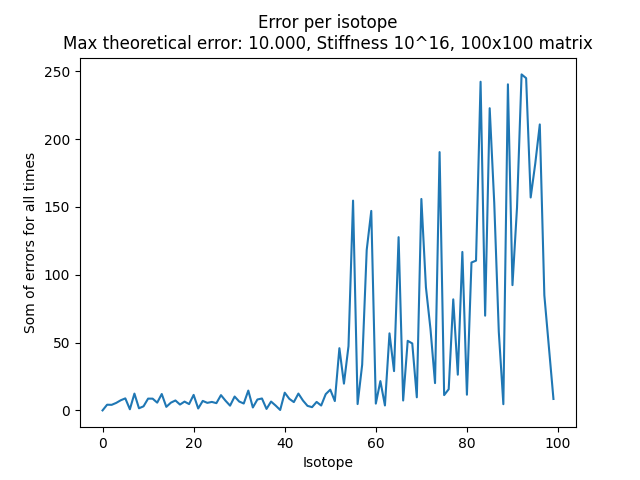 Error per isotope
Max theoretical error: 10.000, Stiffness 10^16, 100x100 matrix
250
200
150
100
50
0
Som of errors for all times
0 20 40 60 80 100
Isotope